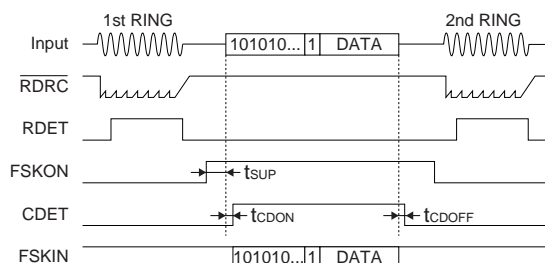 1st RING
2nd RING
Input
101010...
1
DATA
RDRC
RDET
FSKON
tSUP
CDET
tCDON
tCDOFF
FSKIN
101010...
1
DATA